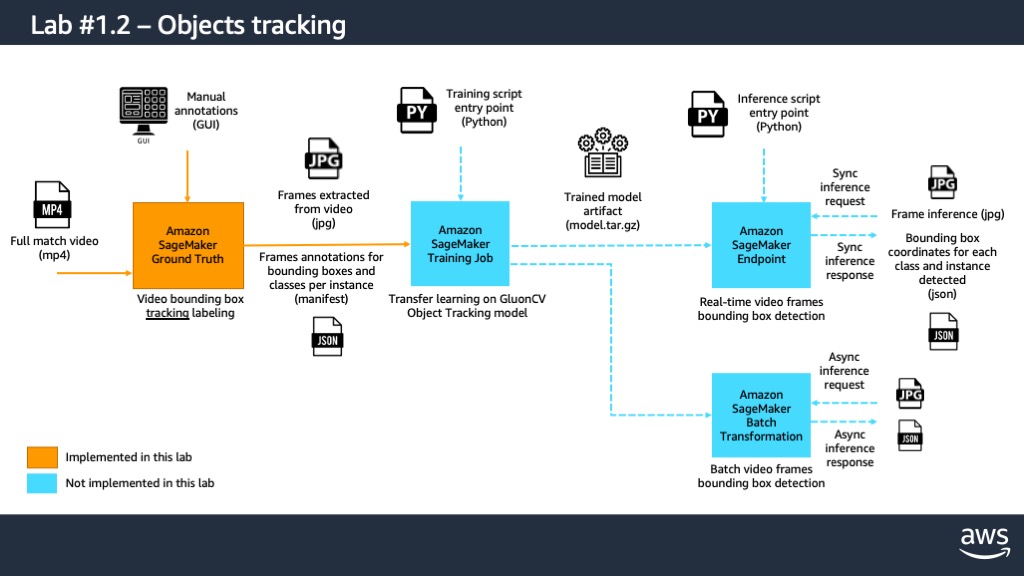 Lab #1.2 – Objects tracking
Manual
annotations
(GUI)
GUI
Training script
entry point
(Python)
PY
Inference script
entry point
(Python)
PY
MP4
Full match video
(mp4)
JPG
Frames extracted
from video
(jpg)
Trained model
artifact
(model.tar.gz)
Sync
inference
request
JPG
Frame inference (jpg)
Amazon
SageMaker
Ground Truth
Video bounding box
tracking labeling
Frames annotations for
bounding boxes and
classes per instance
(manifest)
JSON
Amazon
SageMaker
Training Job
Transfer learning on GluonCV
Object Tracking model
Amazon
SageMaker
Endpoint
Real-time video frames
bounding box detection
Sync
inference
response
Bounding box
coordinates for each
class and instance
detected
(json)
JSON
Amazon
SageMaker
Batch
Transformation
Batch video frames
bounding box detection
Async
inference
request
JPG
Async
inference
response
JSON
Implemented in this lab
Not implemented in this lab
aws